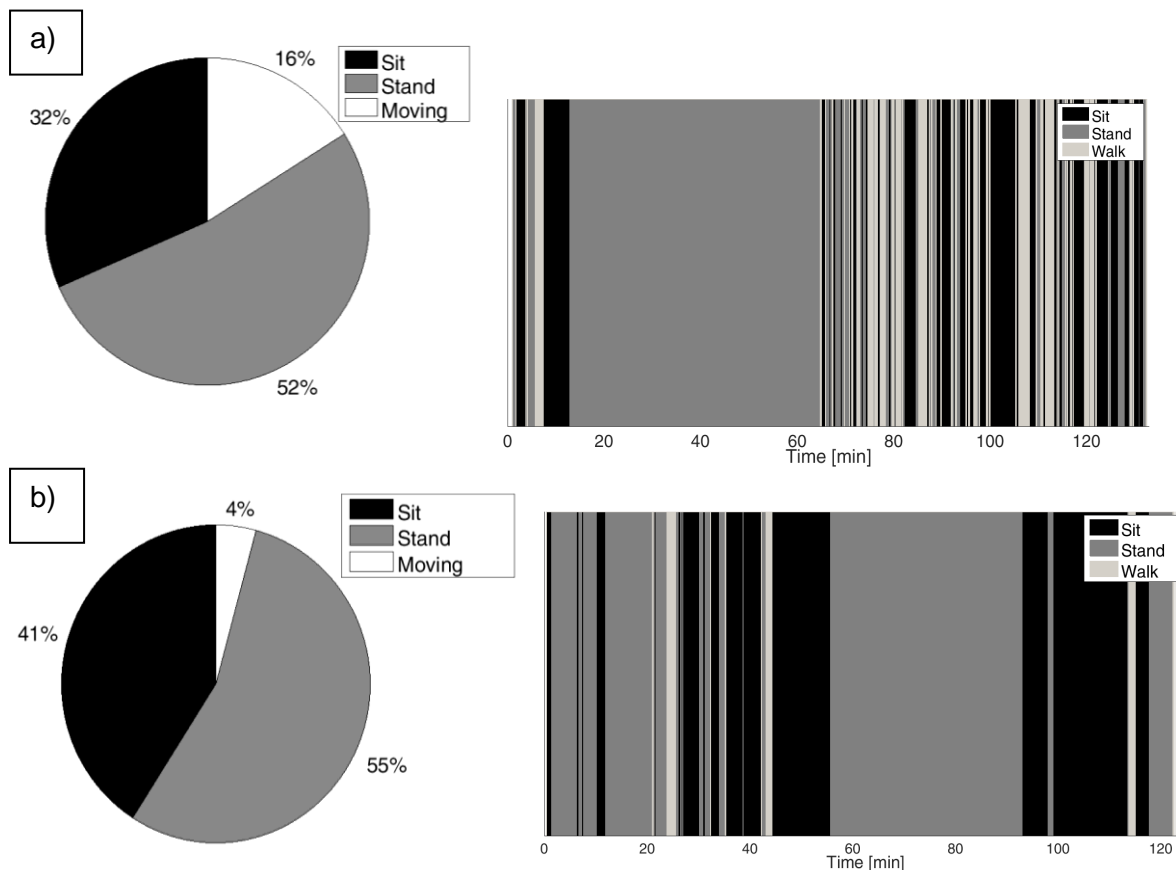 a)
16%
Sit
Stand
Moving
32%
52%
Sit
Stand
Walk
0 20 40 60 80 100 120
Time [min]
b)
4%
Sit
Stand
Moving
41%
55%
Sit
Stand
Walk
0 20 40 60 80 100 120
Time [min]